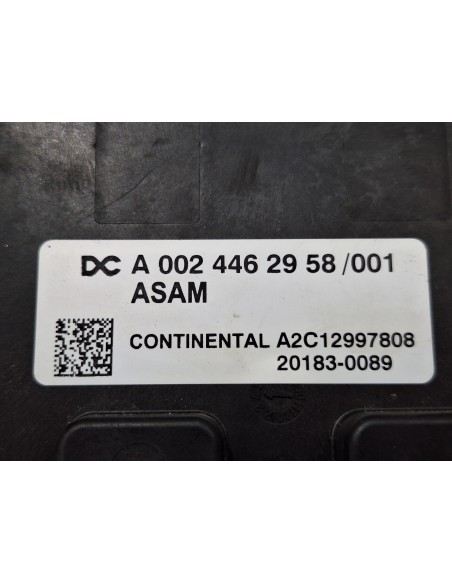 DC A 002 446 29 58 /001
ASAM
CONTINENTAL A2C12997808
20183-0089